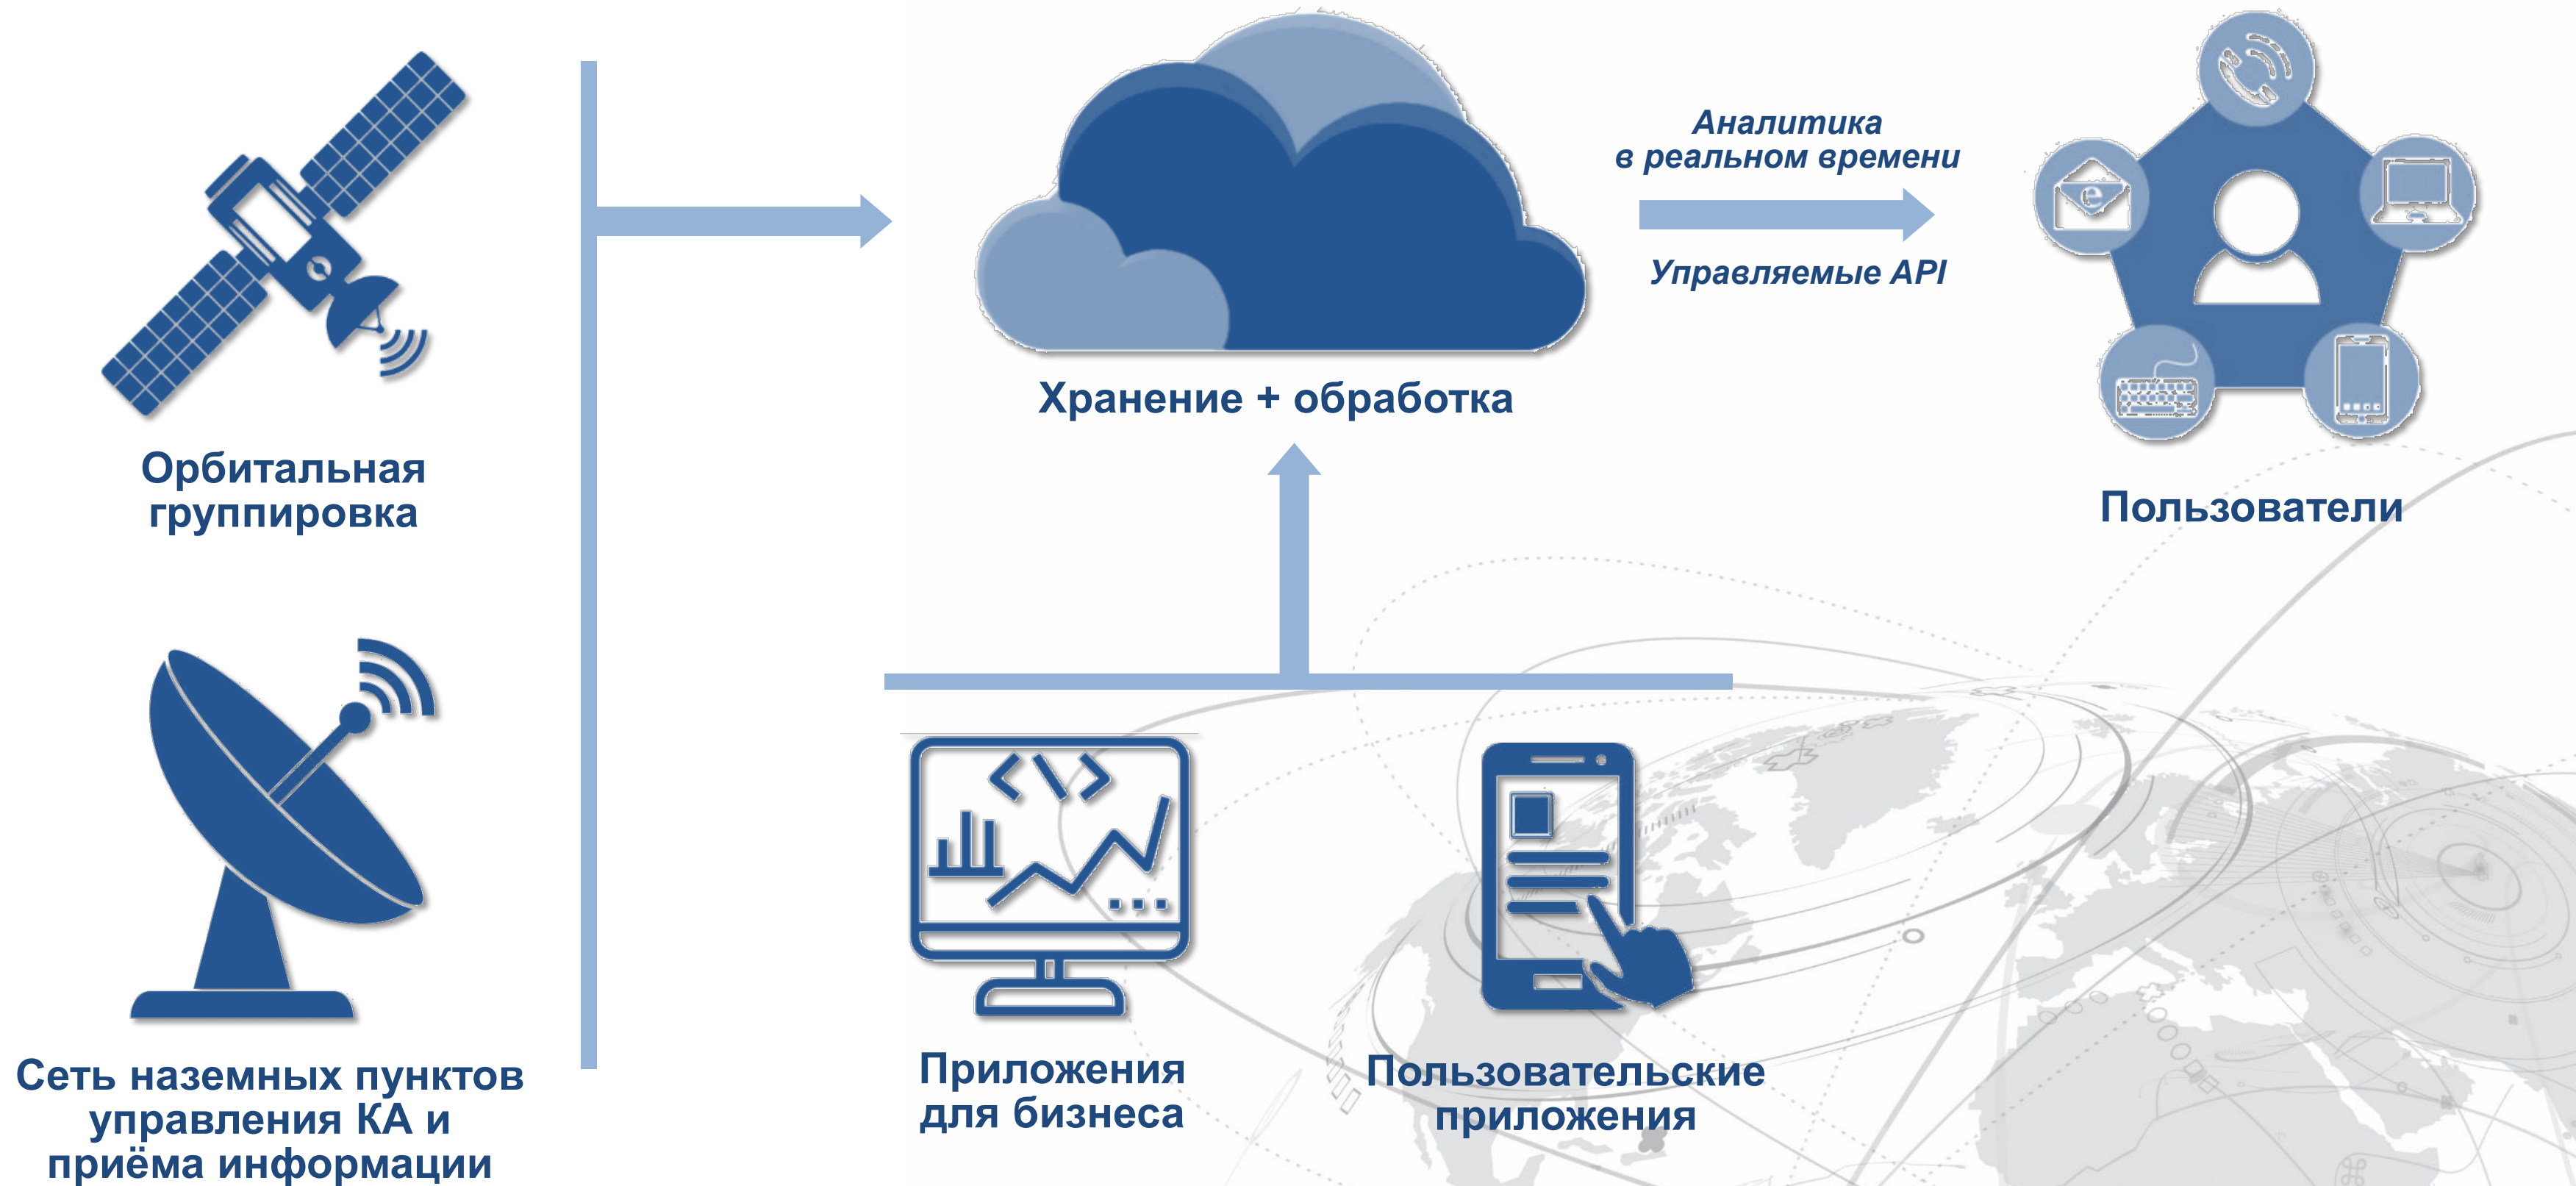 Орбитальная
группировка
Сеть наземных пунктов
управления КА и
приёма информации
Хранение + обработка
Аналитика
в реальном времени
Управляемые API
Пользователи
Приложения
для бизнеса
Пользовательские
приложения